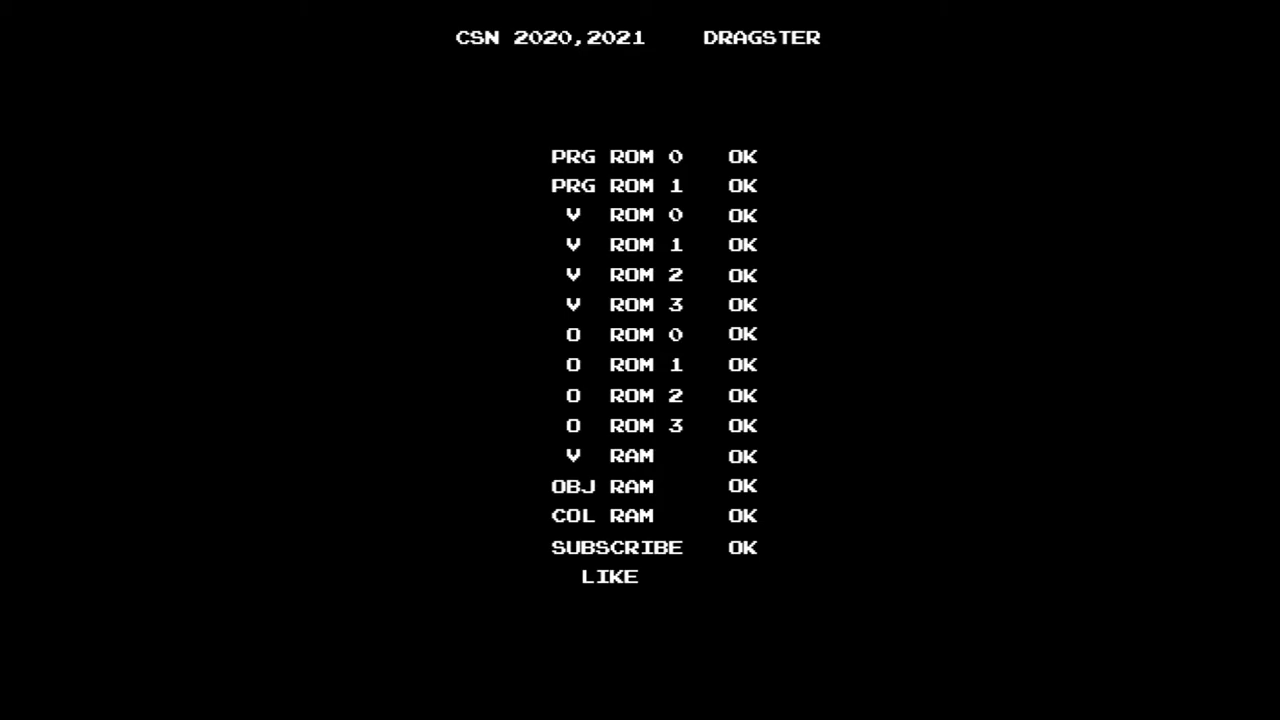 CSN 2020,2021 DRAGSTER
PRG ROM 0 OK
PRG ROM 1 OK
V ROM 0 OK
V ROM 1 OK
V ROM 2 OK
V ROM 3 OK
O ROM 0 OK
O ROM 1 OK
O ROM 2 OK
O ROM 3 OK
V RAM OK
OBJ RAM OK
COL RAM OK
SUBSCRIBE OK
LIKE